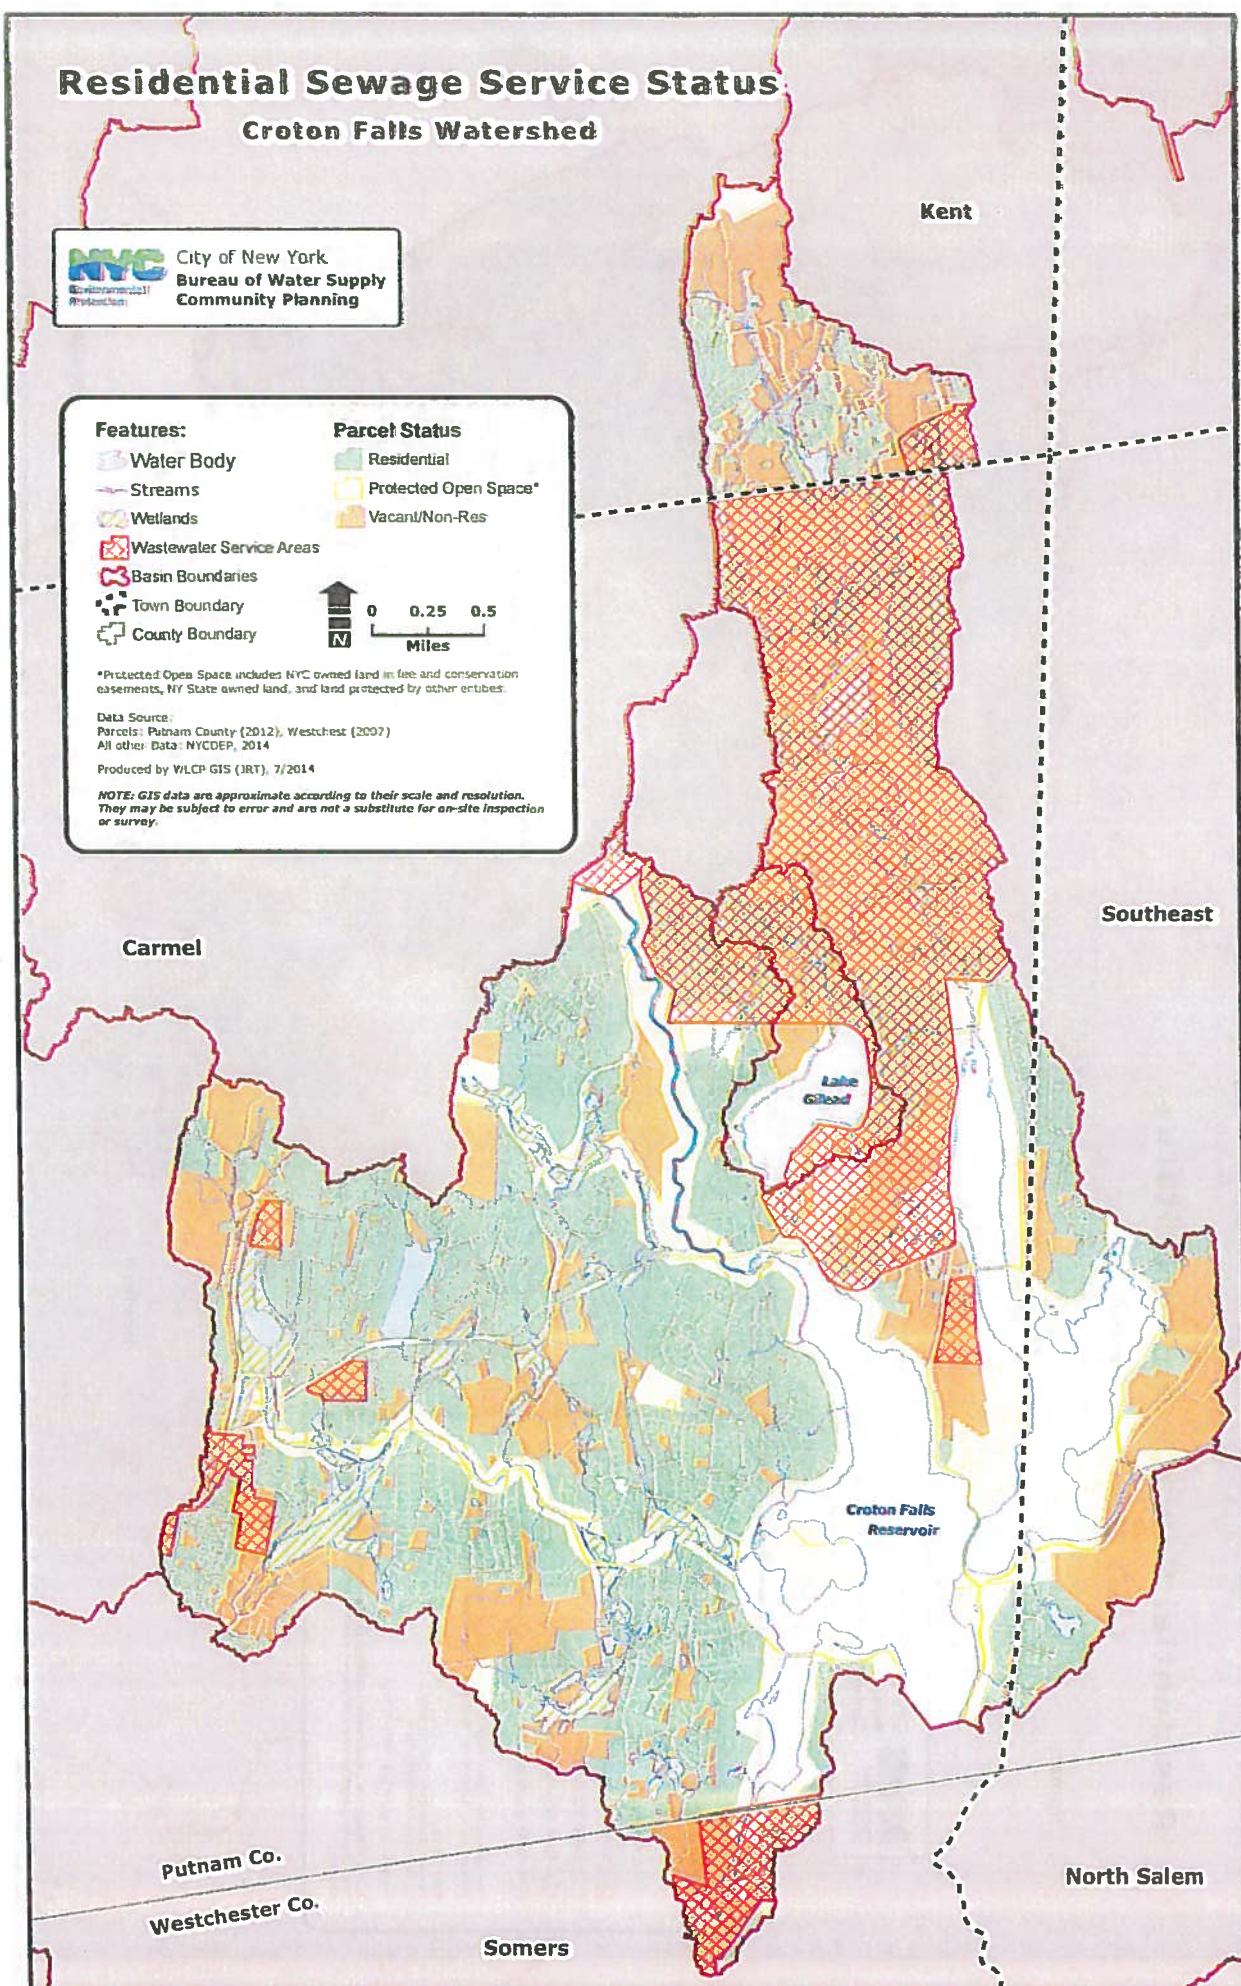 Residential Sewage Service Status
Croton Falls Watershed
Kent
NYC
Environmental
Protection
City of New York
Bureau of Water Supply
Community Planning
Features:
Water Body
Streams
Wetlands
Wastewater Service Areas
Basin Boundaries
Town Boundary
County Boundary
Parcel Status
Residential
Protected Open Space*
Vacant/Non-Res
N
0 0.25 0.5
Miles
*Protected Open Space includes NYC owned land in fee and conservation
easements, NY State owned land, and land protected by other entities.
Data Source:
Parcels: Putnam County (2012), Westchest (2007)
All other Data: NYCDEP, 2014
Produced by WLCP GIS (JRT), 7/2014
NOTE: GIS data are approximate according to their scale and resolution.
They may be subject to error and are not a substitute for on-site inspection
or survey.
Southeast
Carmel
Lake
Gilead
Croton Falls
Reservoir
Putnam Co.
Westchester Co.
North Salem
Somers